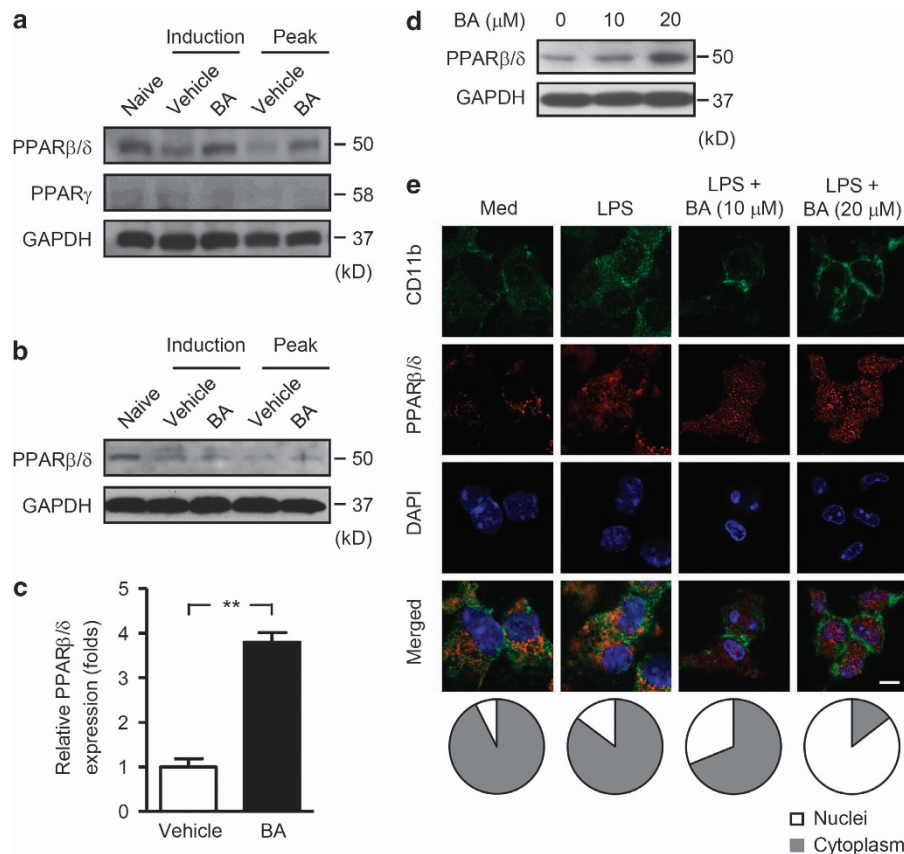 a
Induction Peak
Naive Vehicle BA Vehicle BA
PPARβ/δ – 50
PPARγ – 58
GAPDH – 37
(kD)
b
Induction Peak
Naive Vehicle BA Vehicle BA
PPARβ/δ – 50
GAPDH – 37
(kD)
c
Relative PPARβ/δ
expression (folds)
5
4
3
2
1
0
**
Vehicle BA
d
BA (μM) 0 10 20
PPARβ/δ – 50
GAPDH – 37
(kD)
e
Med LPS LPS + BA (10 μM) LPS + BA (20 μM)
CD11b
PPARβ/δ
DAPI
Merged
Nuclei
Cytoplasm